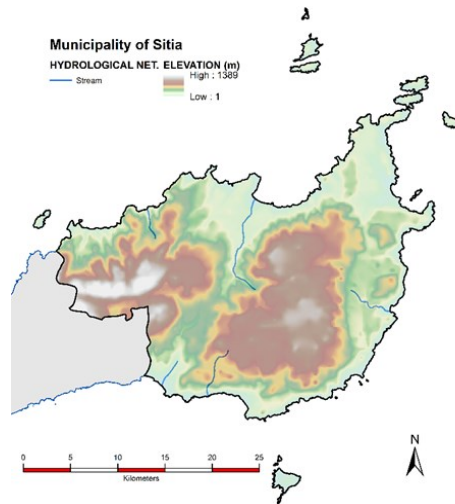 Municipality of Sitia
HYDROLOGICAL NET. ELEVATION (m)
Stream
High : 1389
Low : 1
N
0 5 10 15 20 25
Kilometers